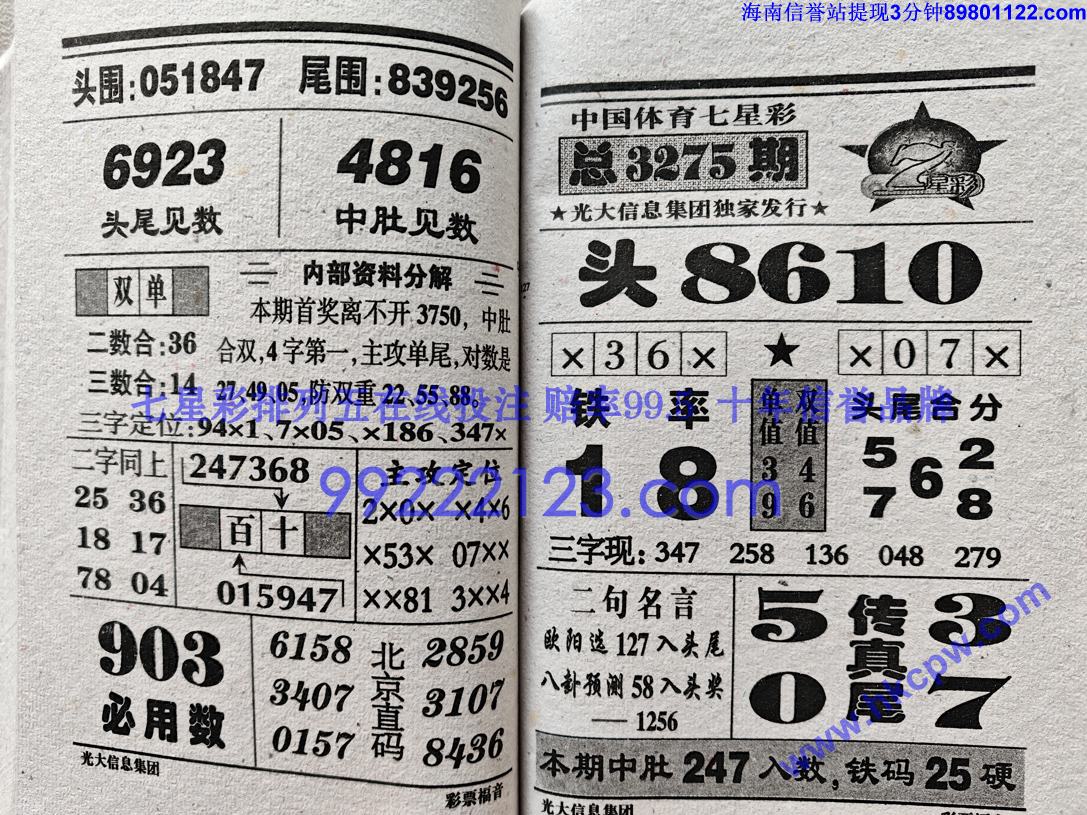 海南信誉站提现3分钟89801122.com
头围:051847 尾围:839256
6923 4816
头尾见数 中肚见数
双单
内部资料分解
本期首奖离不开3750，中肚
合双,4字第一,主攻单尾,对数是
27、49、05,防双重22、55、88。
二数合:36
三数合:14
三字定位:94×1、7×05、×186、347×
二字同上
25 36
18 17
78 04
247368
百十
015947
主攻定位
2×0× ×4×6
×53× 07××
××81 3××4
903
必用数
6158 2859
3407 3107
0157 8436
北京直码
光大信息集团
彩票福音
中国体育七星彩
总3275期
★光大信息集团独家发行★
7星彩
头8610
×36× ★ ×07×
铁率
18
单值39
双值46
头尾合分
5 2
6
7 8
三字现: 347 258 136 048 279
二句名言
欧阳选127入头尾
八卦预测58入头奖
——1256
5 3
传真尾
0 7
本期中肚247入数,铁码25硬
光大信息集团
七星彩排列五在线投注 赔率99 十年信誉品牌
99222123.com
www.hkcpw.com